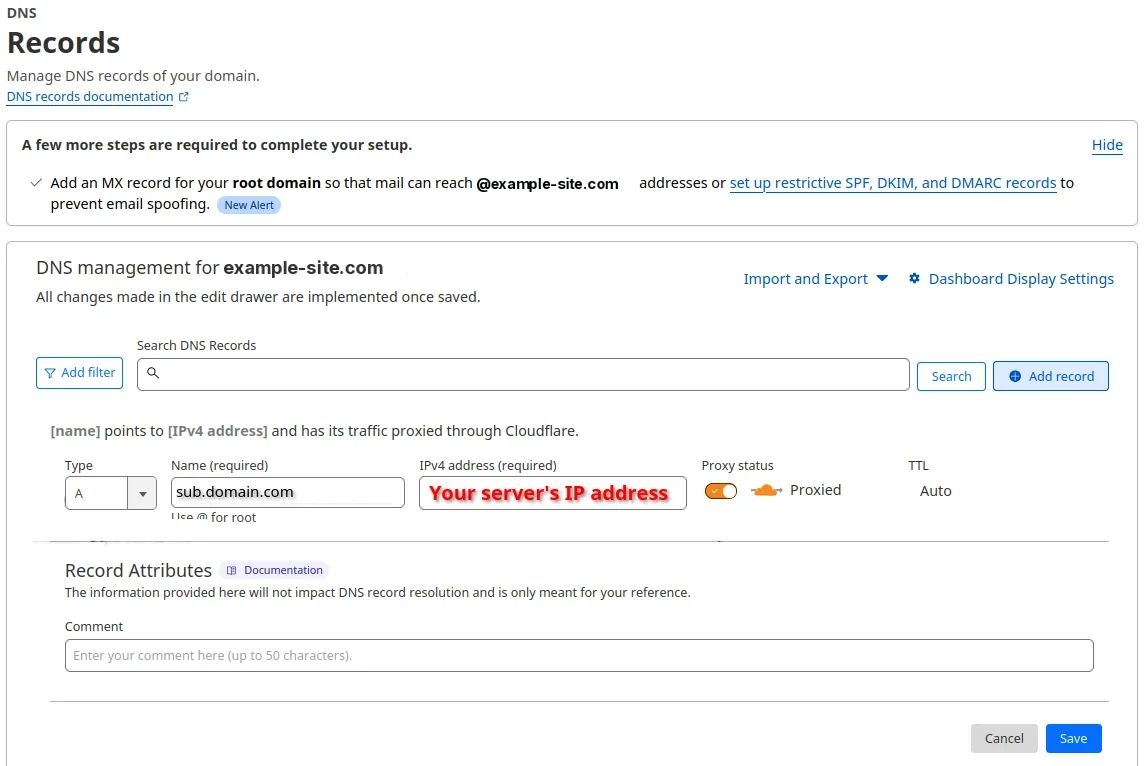 DNS
Records
Manage DNS records of your domain.
DNS records documentation
A few more steps are required to complete your setup.
Hide
Add an MX record for your root domain so that mail can reach @example-site.com addresses or set up restrictive SPF, DKIM, and DMARC records to
prevent email spoofing. New Alert
DNS management for example-site.com
All changes made in the edit drawer are implemented once saved.
Import and Export
Dashboard Display Settings
Search DNS Records
Add filter
Search
Add record
[name] points to [IPv4 address] and has its traffic proxied through Cloudflare.
Type
Name (required)
IPv4 address (required)
Proxy status
TTL
A
sub.domain.com
Your server's IP address
Proxied
Auto
Use @ for root
Record Attributes
Documentation
The information provided here will not impact DNS record resolution and is only meant for your reference.
Comment
Enter your comment here (up to 50 characters).
Cancel
Save